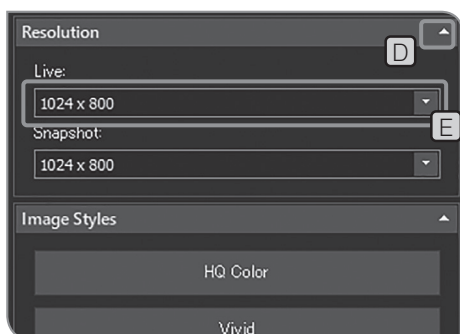 Resolution
D
Live:
1024 x 800
E
Snapshot:
1024 x 800
Image Styles
HQ Color
Vivid